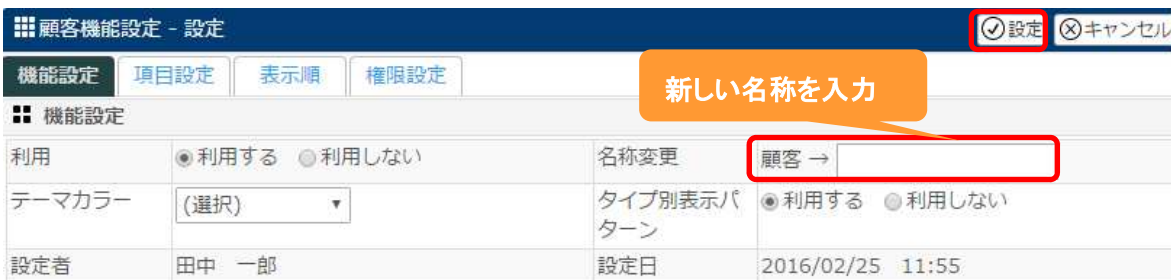 顧客機能設定 - 設定
設定 キャンセル
機能設定 項目設定 表示順 権限設定
新しい名称を入力
機能設定
利用 利用する 利用しない 名称変更 顧客 →
テーマカラー (選択) タイプ別表示パターン 利用する 利用しない
設定者 田中 一郎 設定日 2016/02/25 11:55